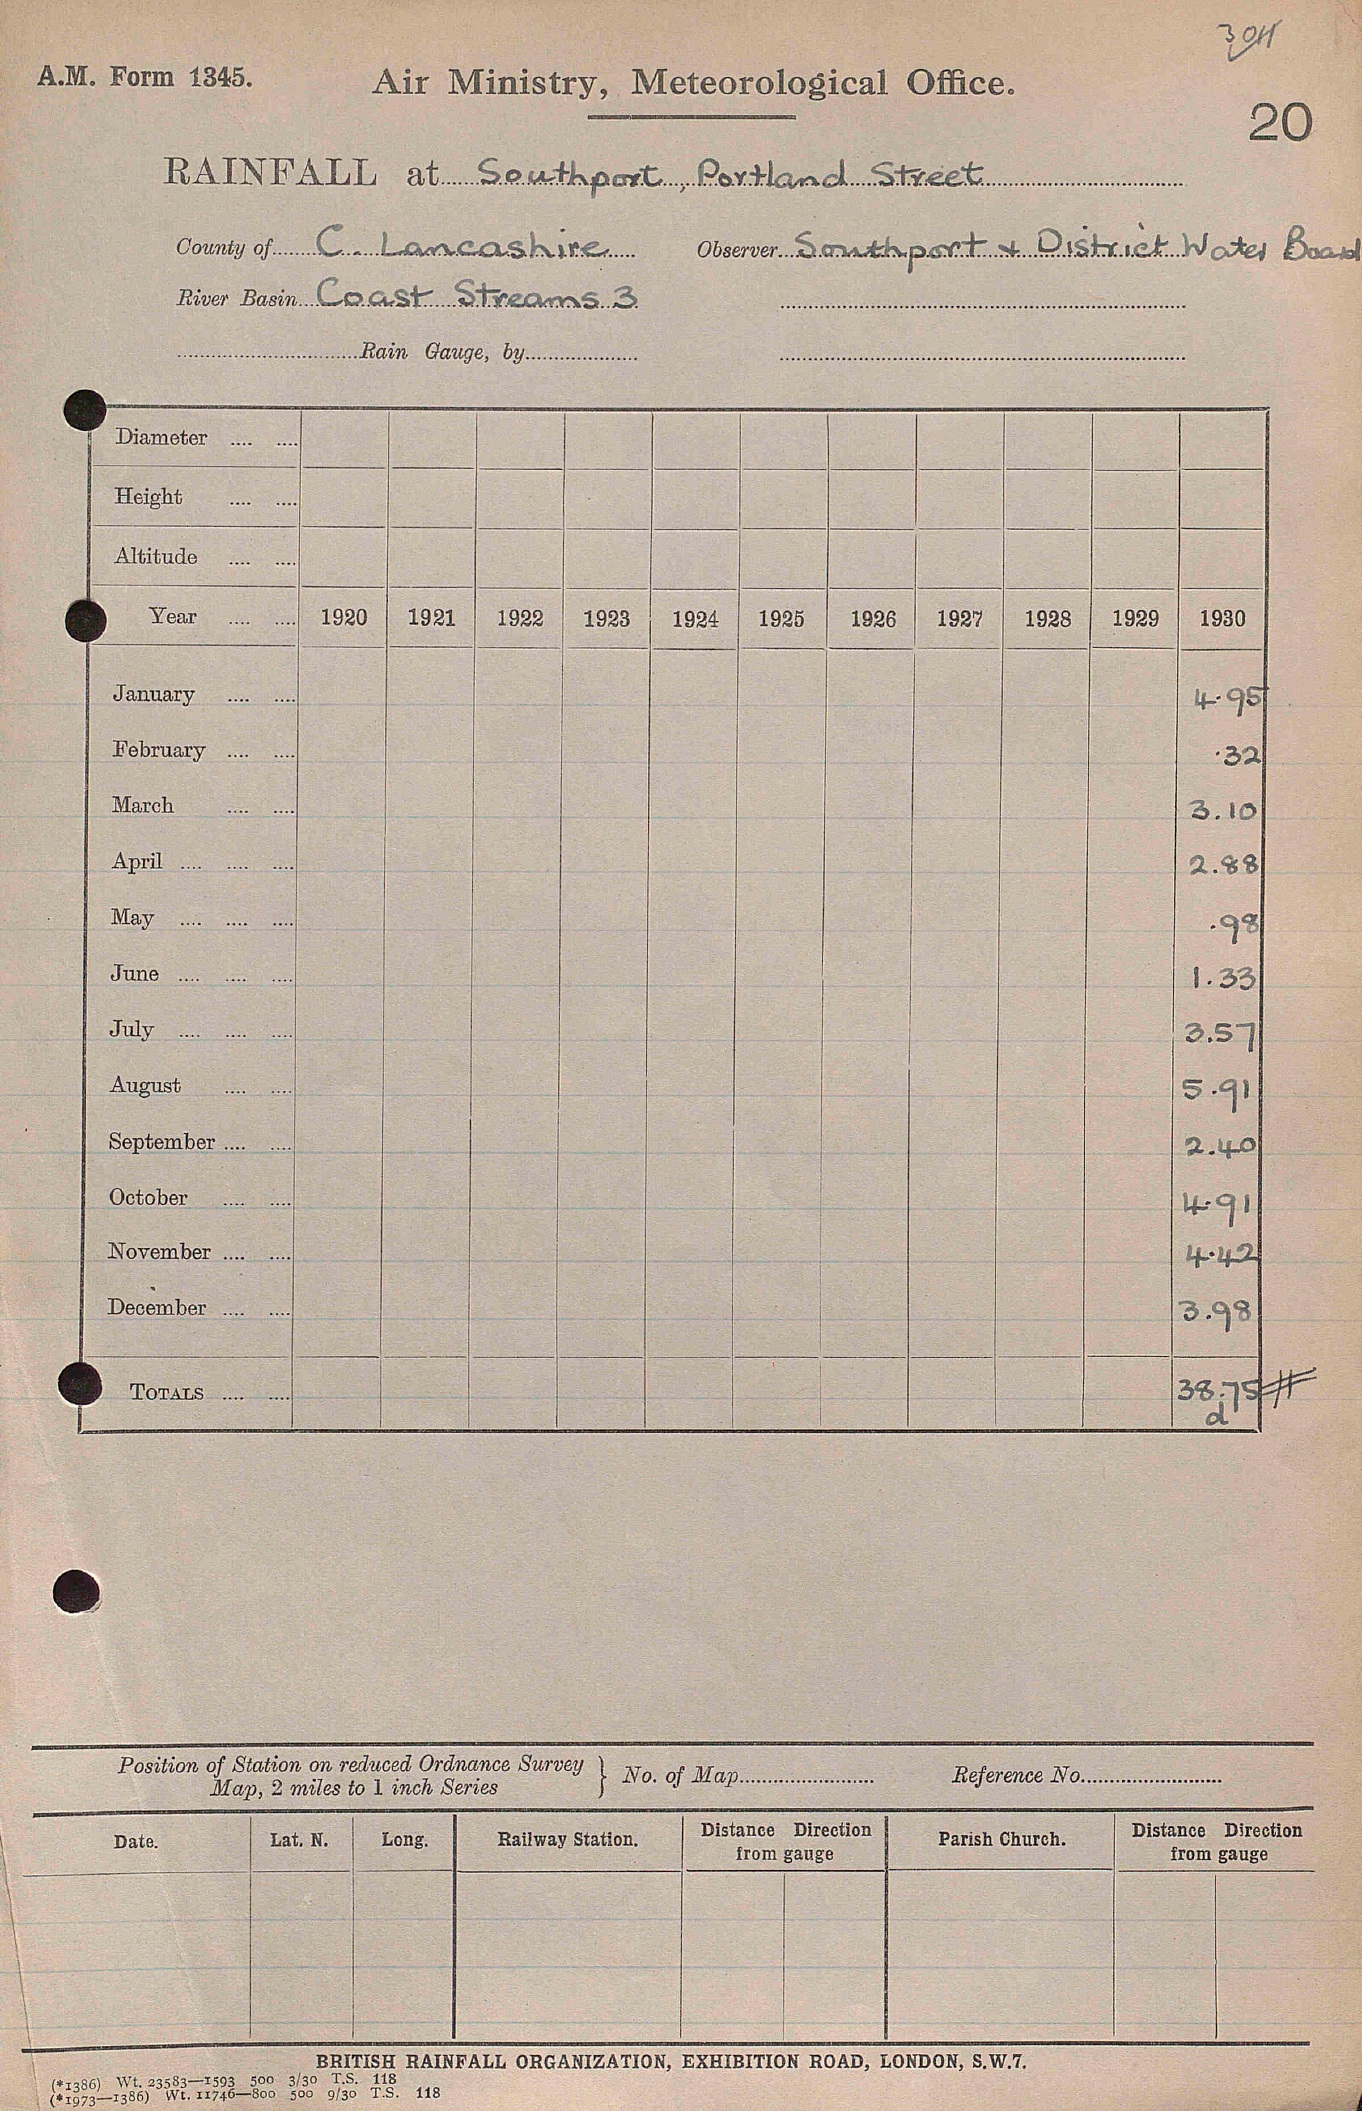 3011
A.M. Form 1345.
Air Ministry, Meteorological Office.
20
RAINFALL at Southport, Portland Street
County of C. Lancashire Observer Southport & District Water Board
River Basin Coast Streams 3
Rain Gauge, by
Diameter
Height
Altitude
Year 1920 1921 1922 1923 1924 1925 1926 1927 1928 1929 1930
January 4.95
February .32
March 3.10
April 2.88
May .98
June 1.33
July 3.57
August 5.91
September 2.40
October 4.91
November 4.42
December 3.98
TOTALS 38.75 #
d
Position of Station on reduced Ordnance Survey Map, 2 miles to 1 inch Series } No. of Map Reference No.
Date. Lat. N. Long. Railway Station. Distance Direction from gauge Parish Church. Distance Direction from gauge
BRITISH RAINFALL ORGANIZATION, EXHIBITION ROAD, LONDON, S.W.7.
(*1386) Wt. 23583—1593 500 3/30 T.S. 118
(*1973—1386) Wt. 11746—800 500 9/30 T.S. 118